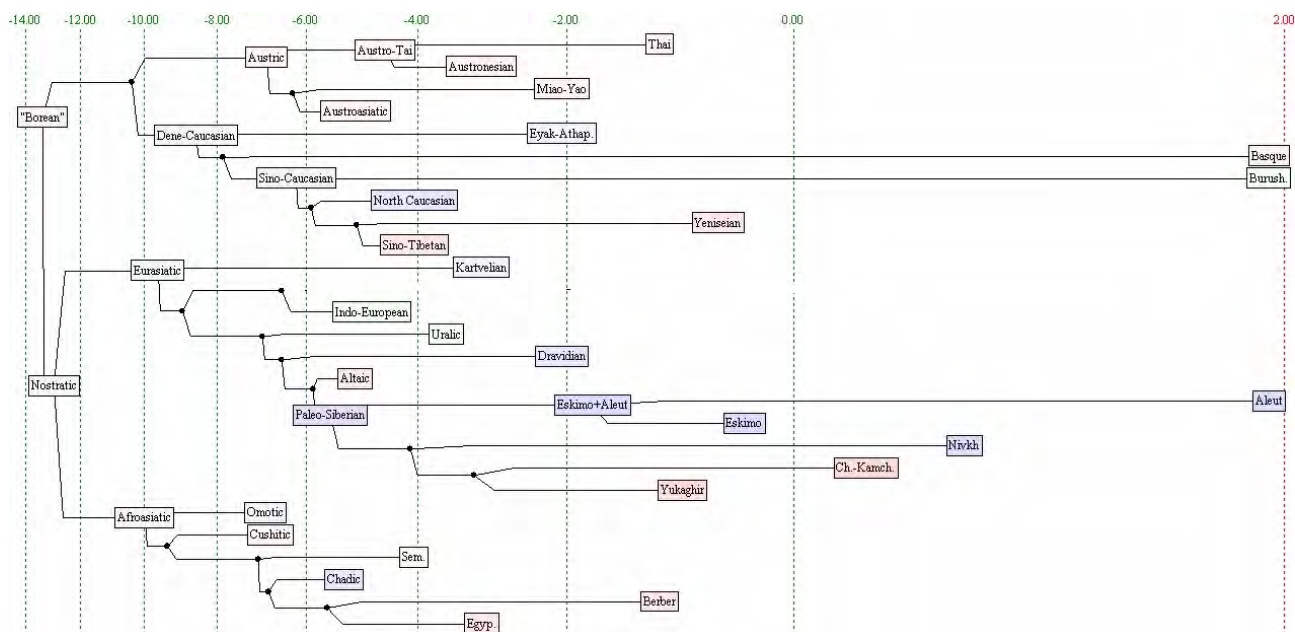 -14.00 -12.00 -10.00 -8.00 -6.00 -4.00 -2.00 0.00 2.00
Thai
Austro-Tai
Austric
Austronesian
Miao-Yao
Austroasiatic
"Borean"
Eyak-Athap.
Dene-Caucasian
Basque
Sino-Caucasian
Burush.
North Caucasian
Yeniseian
Sino-Tibetan
Eurasiatic
Kartvelian
Indo-European
Uralic
Dravidian
Altaic
Nostratic
Eskimo+Aleut
Aleut
Paleo-Siberian
Eskimo
Nivkh
Ch.-Kamch.
Yukaghir
Omotic
Afroasiatic
Cushitic
Sem.
Chadic
Berber
Egyp.